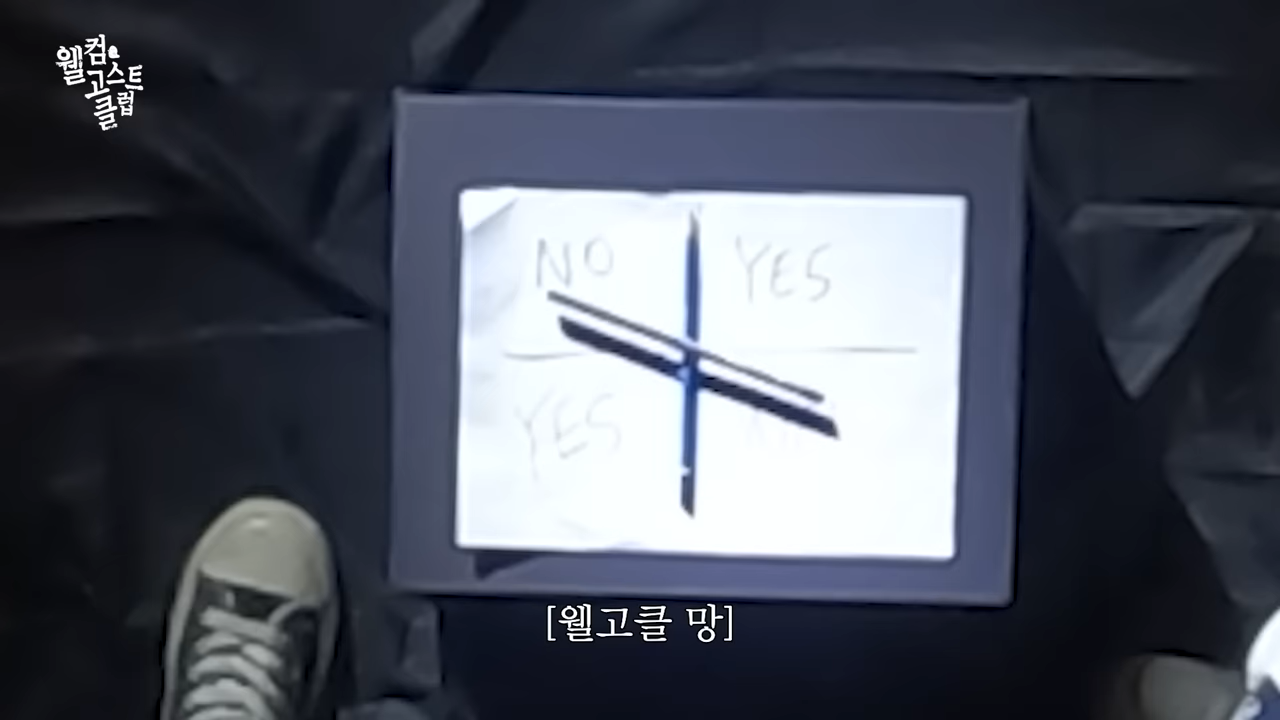 웰컴
고스트
클럽
NO
YES
YES
[웰고클 망]